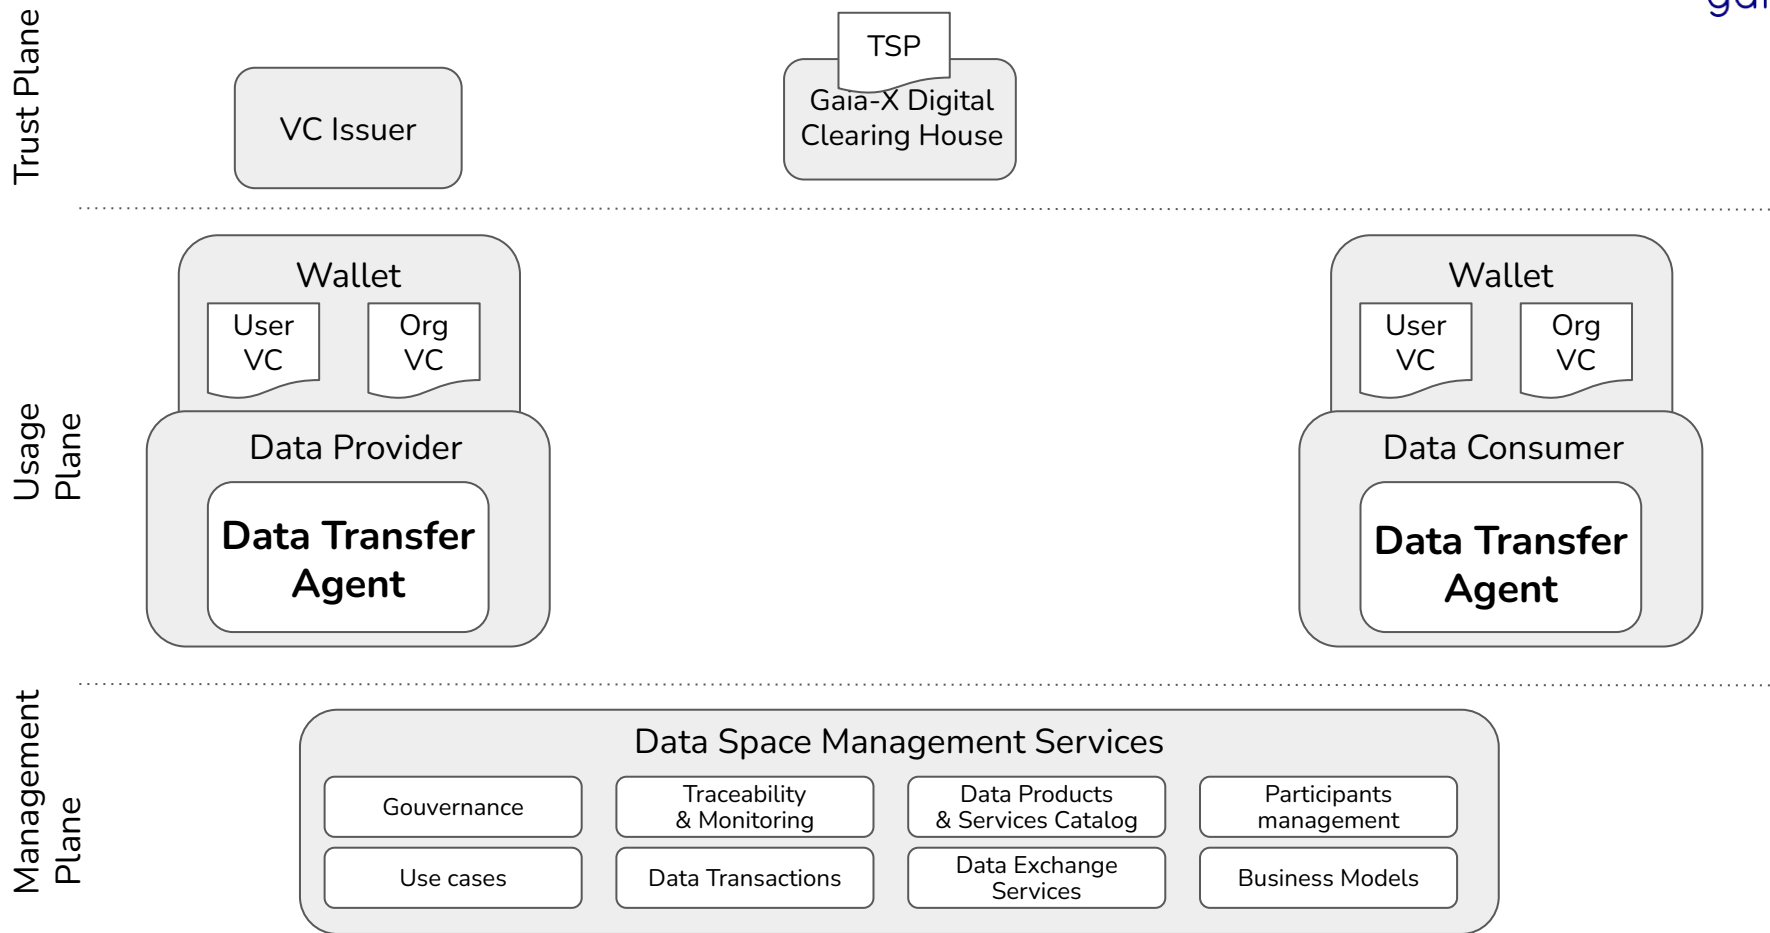 Trust Plane
TSP
VC Issuer
Gaia-X Digital
Clearing House
Usage
Plane
Wallet
User
VC
Org
VC
Data Provider
Data Transfer
Agent
Wallet
User
VC
Org
VC
Data Consumer
Data Transfer
Agent
Management
Plane
Data Space Management Services
Gouvernance
Traceability
& Monitoring
Data Products
& Services Catalog
Participants
management
Use cases
Data Transactions
Data Exchange
Services
Business Models